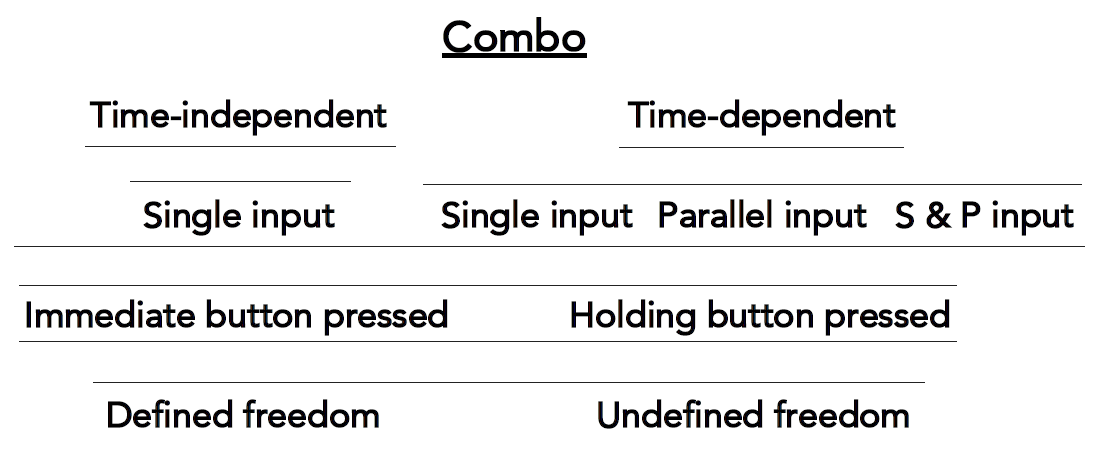 Combo
Time-independent Time-dependent
Single input Single input Parallel input S & P input
Immediate button pressed Holding button pressed
Defined freedom Undefined freedom